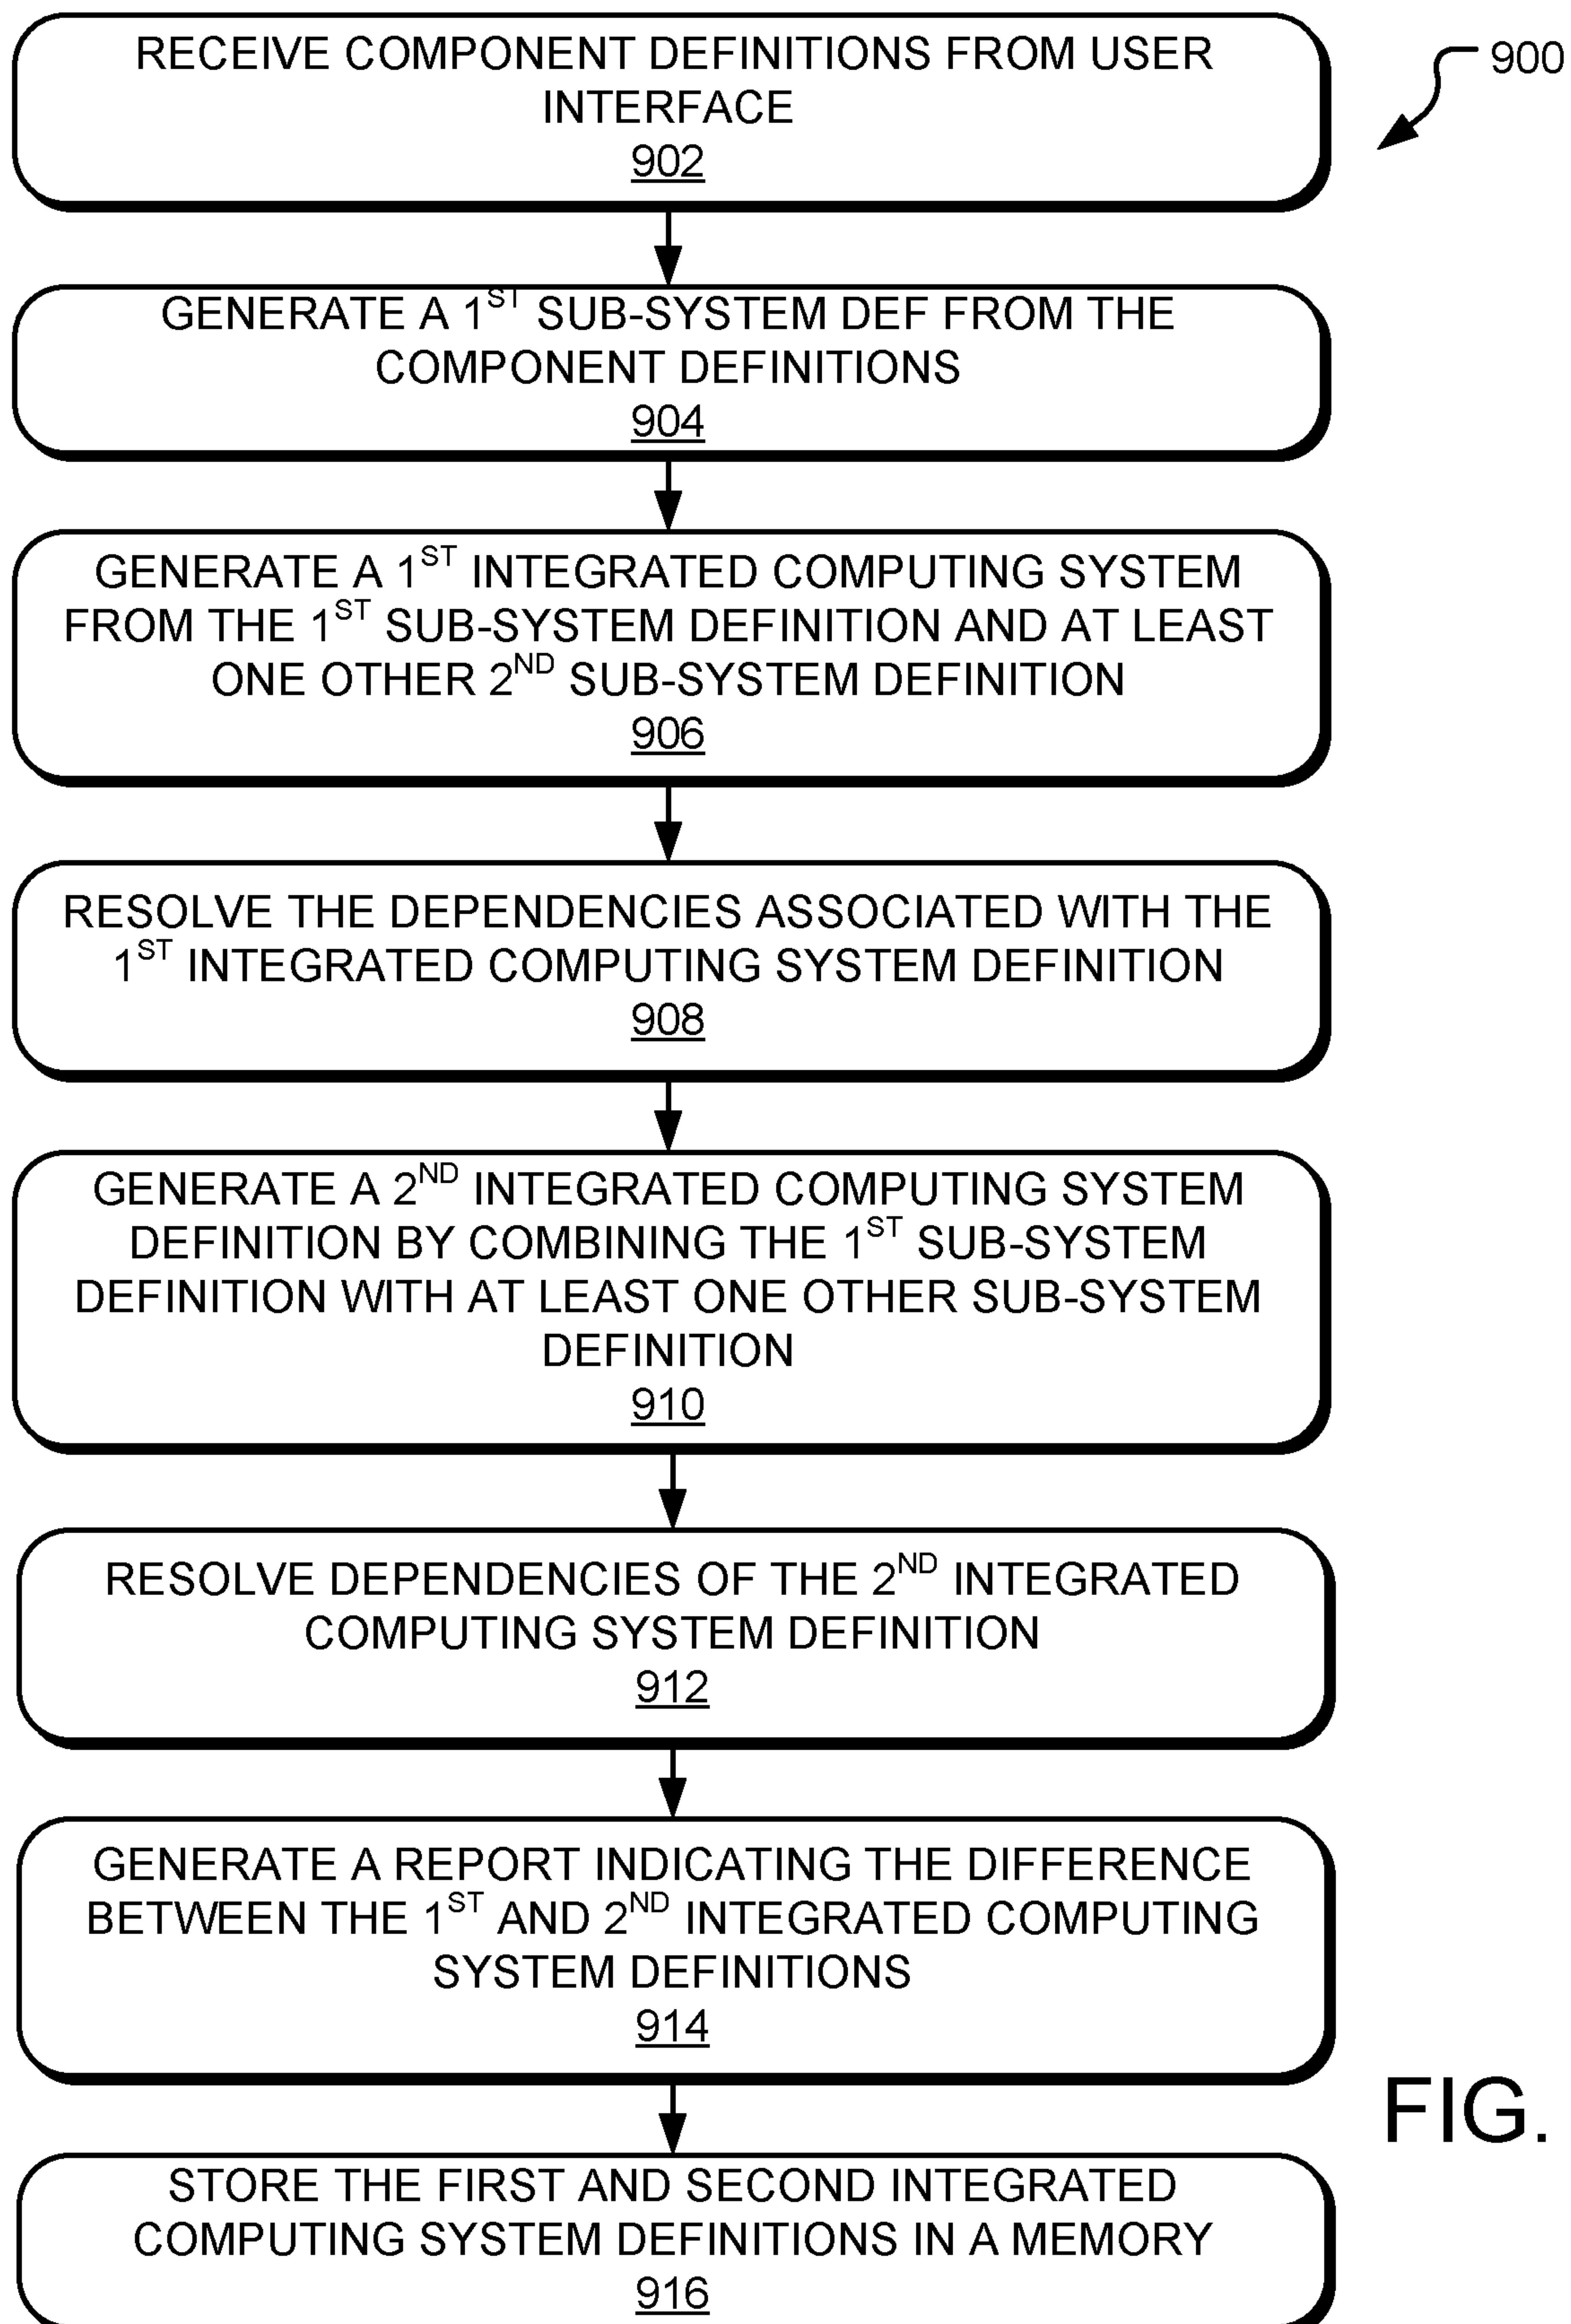 RECEIVE COMPONENT DEFINITIONS FROM USER
INTERFACE
902
900
GENERATE A 1ST SUB-SYSTEM DEF FROM THE
COMPONENT DEFINITIONS
904
GENERATE A 1ST INTEGRATED COMPUTING SYSTEM
FROM THE 1ST SUB-SYSTEM DEFINITION AND AT LEAST
ONE OTHER 2ND SUB-SYSTEM DEFINITION
906
RESOLVE THE DEPENDENCIES ASSOCIATED WITH THE
1ST INTEGRATED COMPUTING SYSTEM DEFINITION
908
GENERATE A 2ND INTEGRATED COMPUTING SYSTEM
DEFINITION BY COMBINING THE 1ST SUB-SYSTEM
DEFINITION WITH AT LEAST ONE OTHER SUB-SYSTEM
DEFINITION
910
RESOLVE DEPENDENCIES OF THE 2ND INTEGRATED
COMPUTING SYSTEM DEFINITION
912
GENERATE A REPORT INDICATING THE DIFFERENCE
BETWEEN THE 1ST AND 2ND INTEGRATED COMPUTING
SYSTEM DEFINITIONS
914
FIG.
STORE THE FIRST AND SECOND INTEGRATED
COMPUTING SYSTEM DEFINITIONS IN A MEMORY
916